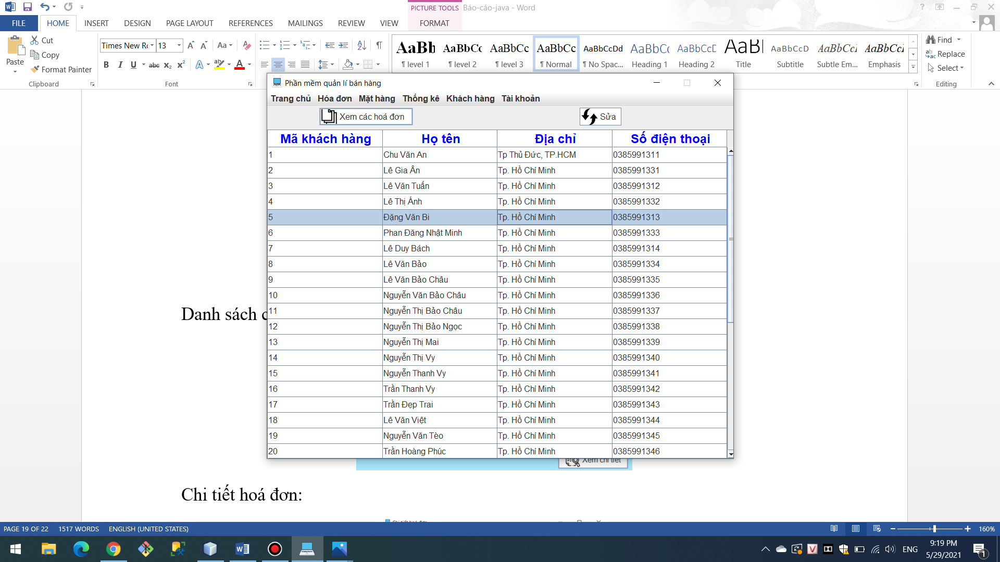 PICTURE TOOLS
Báo-cáo-java - Word
FILE
HOME
INSERT
DESIGN
PAGE LAYOUT
REFERENCES
MAILINGS
REVIEW
VIEW
FORMAT
Paste
Cut
Copy
Format Painter
Clipboard
Times New Ro
13
Font
AaBb
¶ level 1
AaBbCc
¶ level 2
AaBbCc
¶ level 3
AaBbCc
¶ Normal
AaBbCcDd
¶ No Spac...
AaBbCc
Heading 1
AaBbCcD
Heading 2
AaBl
Title
AaBbCcD
Subtitle
AaBbCcI
Subtle Em...
AaBbCcI
Emphasis
Find
Replace
Select
Editing
Phần mềm quản lí bán hàng
Trang chủ Hóa đơn Mặt hàng Thống kê Khách hàng Tài khoản
Xem các hoá đơn
Sửa
Mã khách hàng Họ tên Địa chỉ Số điện thoại
1 Chu Văn An Tp Thủ Đức, TP.HCM 0385991311
2 Lê Gia Ân Tp. Hồ Chí Minh 0385991331
3 Lê Văn Tuấn Tp. Hồ Chí Minh 0385991312
4 Lê Thị Ánh Tp. Hồ Chí Minh 0385991332
5 Đặng Văn Bi Tp. Hồ Chí Minh 0385991313
6 Phan Đăng Nhật Minh Tp. Hồ Chí Minh 0385991333
7 Lê Duy Bách Tp. Hồ Chí Minh 0385991314
8 Lê Văn Bảo Tp. Hồ Chí Minh 0385991334
9 Lê Văn Bảo Châu Tp. Hồ Chí Minh 0385991335
10 Nguyễn Văn Bảo Châu Tp. Hồ Chí Minh 0385991336
11 Nguyễn Thị Bảo Châu Tp. Hồ Chí Minh 0385991337
12 Nguyễn Thị Bảo Ngọc Tp. Hồ Chí Minh 0385991338
13 Nguyễn Thị Mai Tp. Hồ Chí Minh 0385991339
14 Nguyễn Thị Vy Tp. Hồ Chí Minh 0385991340
15 Nguyễn Thanh Vy Tp. Hồ Chí Minh 0385991341
16 Trần Thanh Vy Tp. Hồ Chí Minh 0385991342
17 Trần Đẹp Trai Tp. Hồ Chí Minh 0385991343
18 Lê Văn Việt Tp. Hồ Chí Minh 0385991344
19 Nguyễn Văn Tèo Tp. Hồ Chí Minh 0385991345
20 Trần Hoàng Phúc Tp. Hồ Chí Minh 0385991346
Danh sách c
Xem chi tiết
Chi tiết hoá đơn:
PAGE 19 OF 22
1517 WORDS
ENGLISH (UNITED STATES)
160%
ENG
9:19 PM
5/29/2021
1